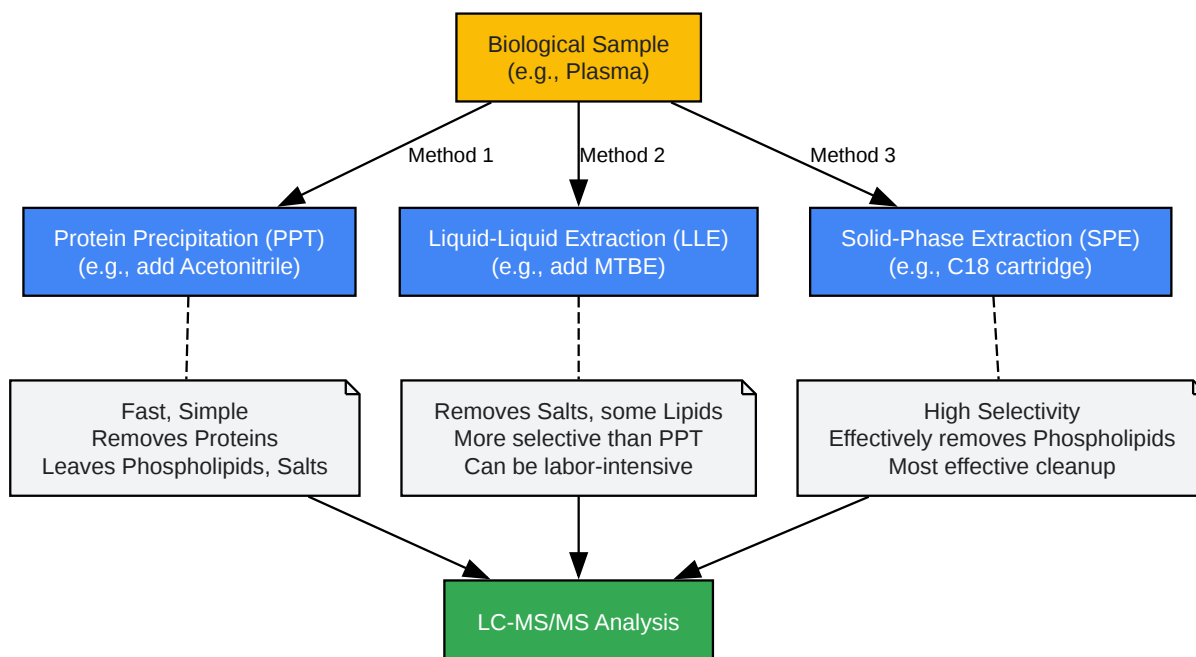 Biological Sample
(e.g., Plasma)
Method 1
Method 2
Method 3
Protein Precipitation (PPT)
(e.g., add Acetonitrile)
Liquid-Liquid Extraction (LLE)
(e.g., add MTBE)
Solid-Phase Extraction (SPE)
(e.g., C18 cartridge)
Fast, Simple
Removes Proteins
Leaves Phospholipids, Salts
Removes Salts, some Lipids
More selective than PPT
Can be labor-intensive
High Selectivity
Effectively removes Phospholipids
Most effective cleanup
LC-MS/MS Analysis